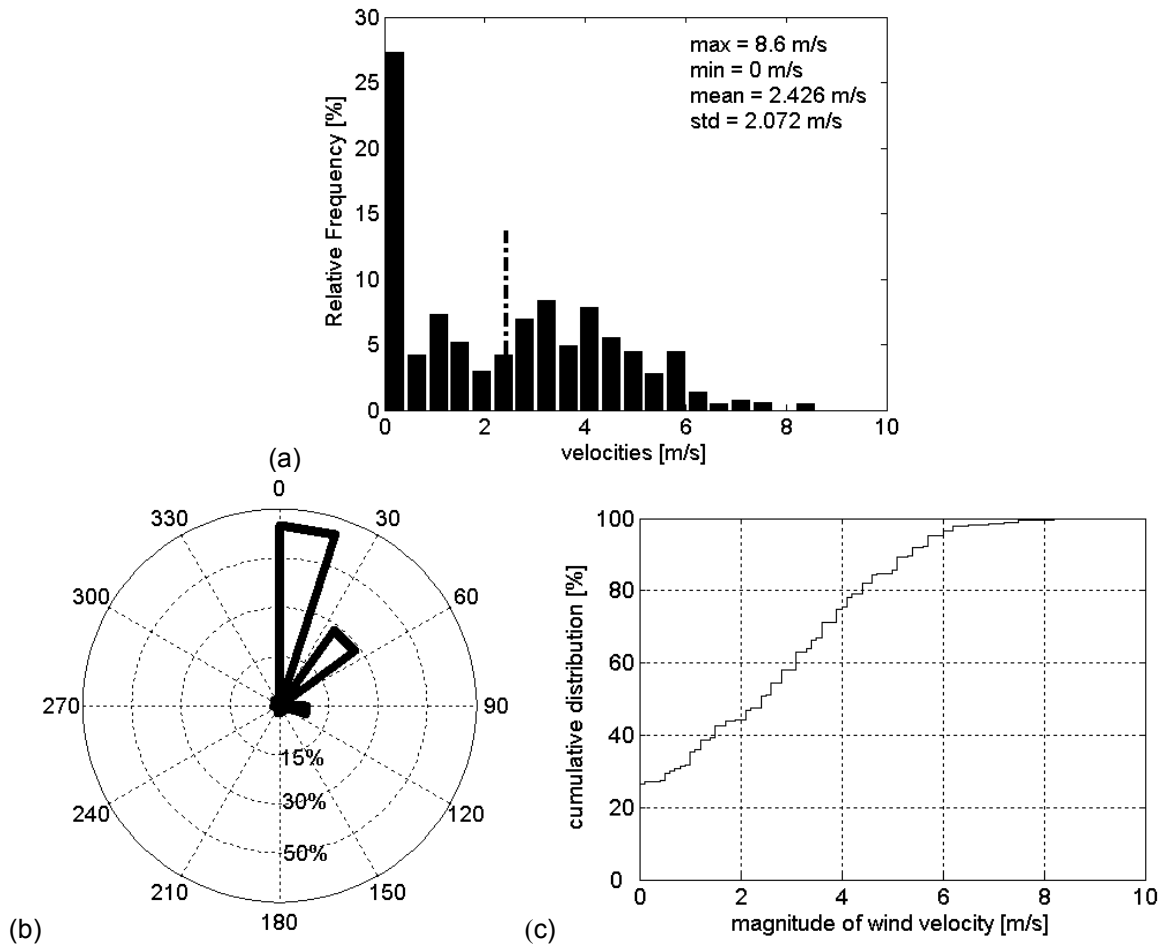 30
25
20
15
10
5
0
Relative Frequency [%]
max = 8.6 m/s
min = 0 m/s
mean = 2.426 m/s
std = 2.072 m/s
0 2 4 6 8 10
velocities [m/s]
(a)
0
330 30
300 60
270 90
240 120
210 150
180
15%
30%
50%
(b)
100
80
60
40
20
0
cumulative distribution [%]
0 2 4 6 8 10
magnitude of wind velocity [m/s]
(c)